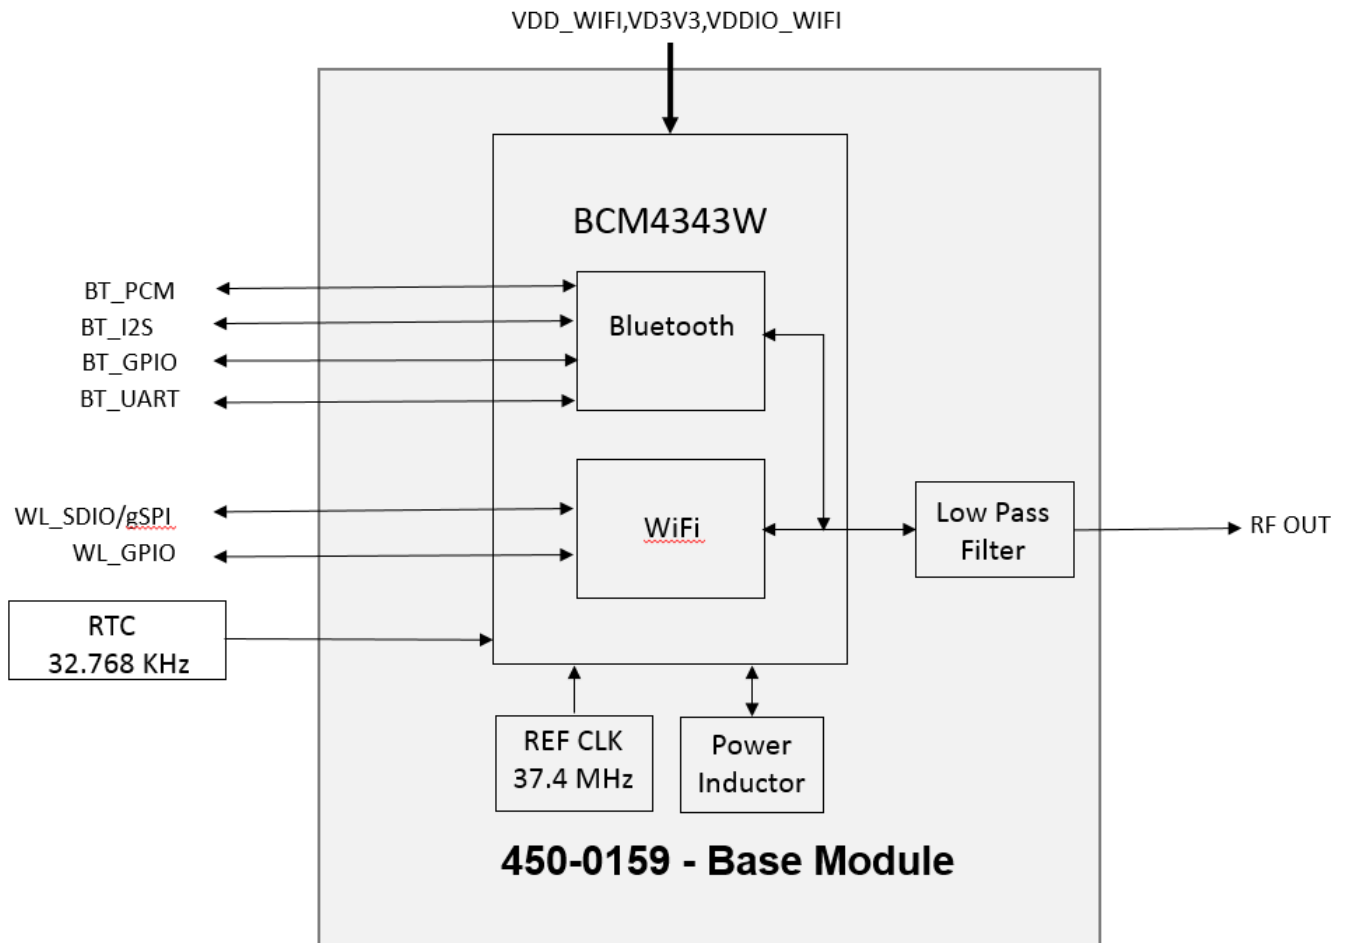 VDD_WIFI,VD3V3,VDDIO_WIFI
BCM4343W
BT_PCM
BT_I2S
BT_GPIO
BT_UART
Bluetooth
WL_SDIO/gSPI
WL_GPIO
WiFi
Low Pass
Filter
RF OUT
RTC
32.768 KHz
REF CLK
37.4 MHz
Power
Inductor
450-0159 - Base Module